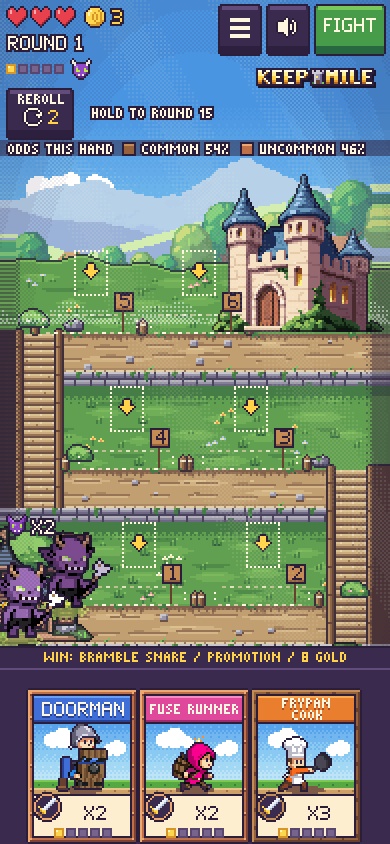 3
FIGHT
ROUND 1
KEEP MILE
REROLL
2
HOLD TO ROUND 15
ODDS THIS HAND COMMON 54% UNCOMMON 46%
5
6
4
3
X2
1
2
WIN: BRAMBLE SNARE / PROMOTION / 8 GOLD
DOORMAN
FUSE RUNNER
FRYPAN
COOK
X2
X2
X3